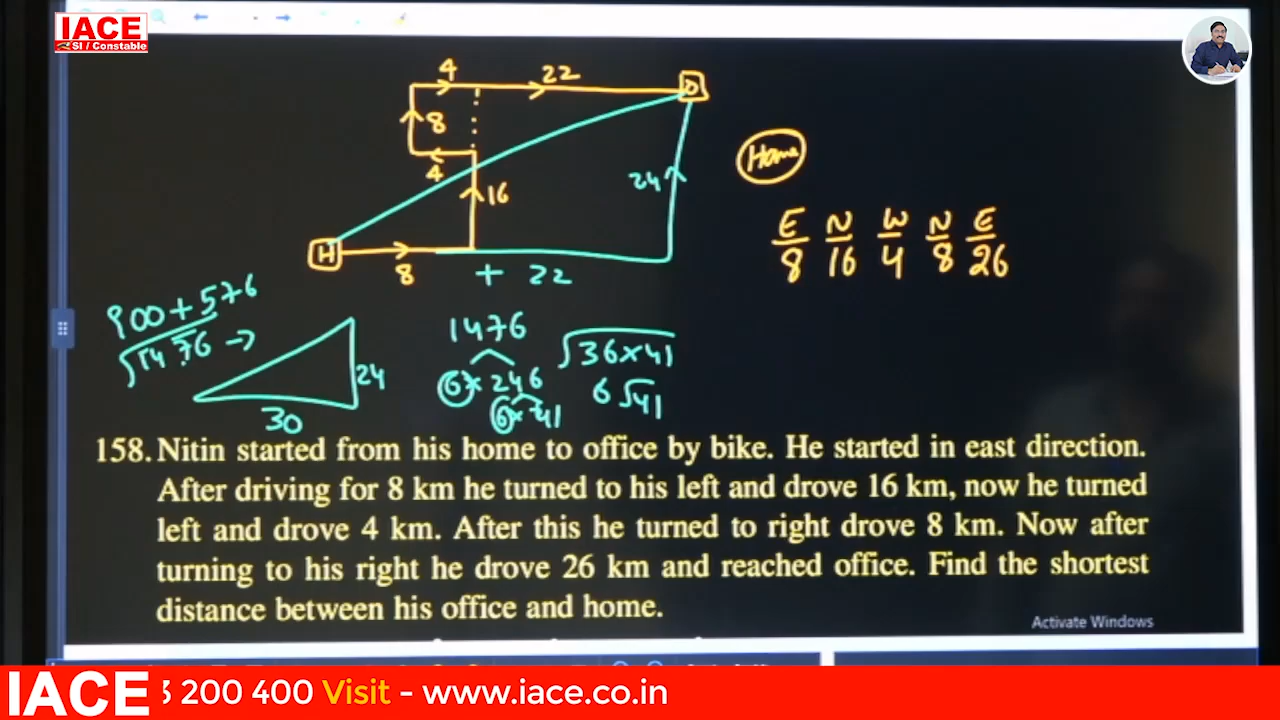 IACE
SI / Constable
4 22
8
4
16
24
H
8
+ 22
O
Home
E N W N E
8 16 4 8 26
900+576
√1476 →
24
30
1476
6× 246
6× 41
√36×41
6√41
158. Nitin started from his home to office by bike. He started in east direction.
After driving for 8 km he turned to his left and drove 16 km, now he turned
left and drove 4 km. After this he turned to right drove 8 km. Now after
turning to his right he drove 26 km and reached office. Find the shortest
distance between his office and home.
Activate Windows
IACE 200 400 Visit - www.iace.co.in